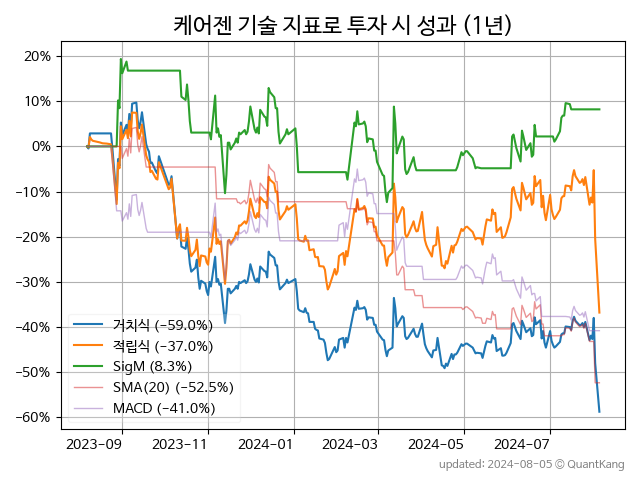 케어젠 기술 지표로 투자 시 성과 (1년)
20%
10%
0%
−10%
−20%
−30%
−40%
−50%
−60%
거치식 (−59.0%)
적립식 (−37.0%)
SigM (8.3%)
SMA(20) (−52.5%)
MACD (−41.0%)
2023-09 2023-11 2024-01 2024-03 2024-05 2024-07
updated: 2024-08-05 © QuantKang